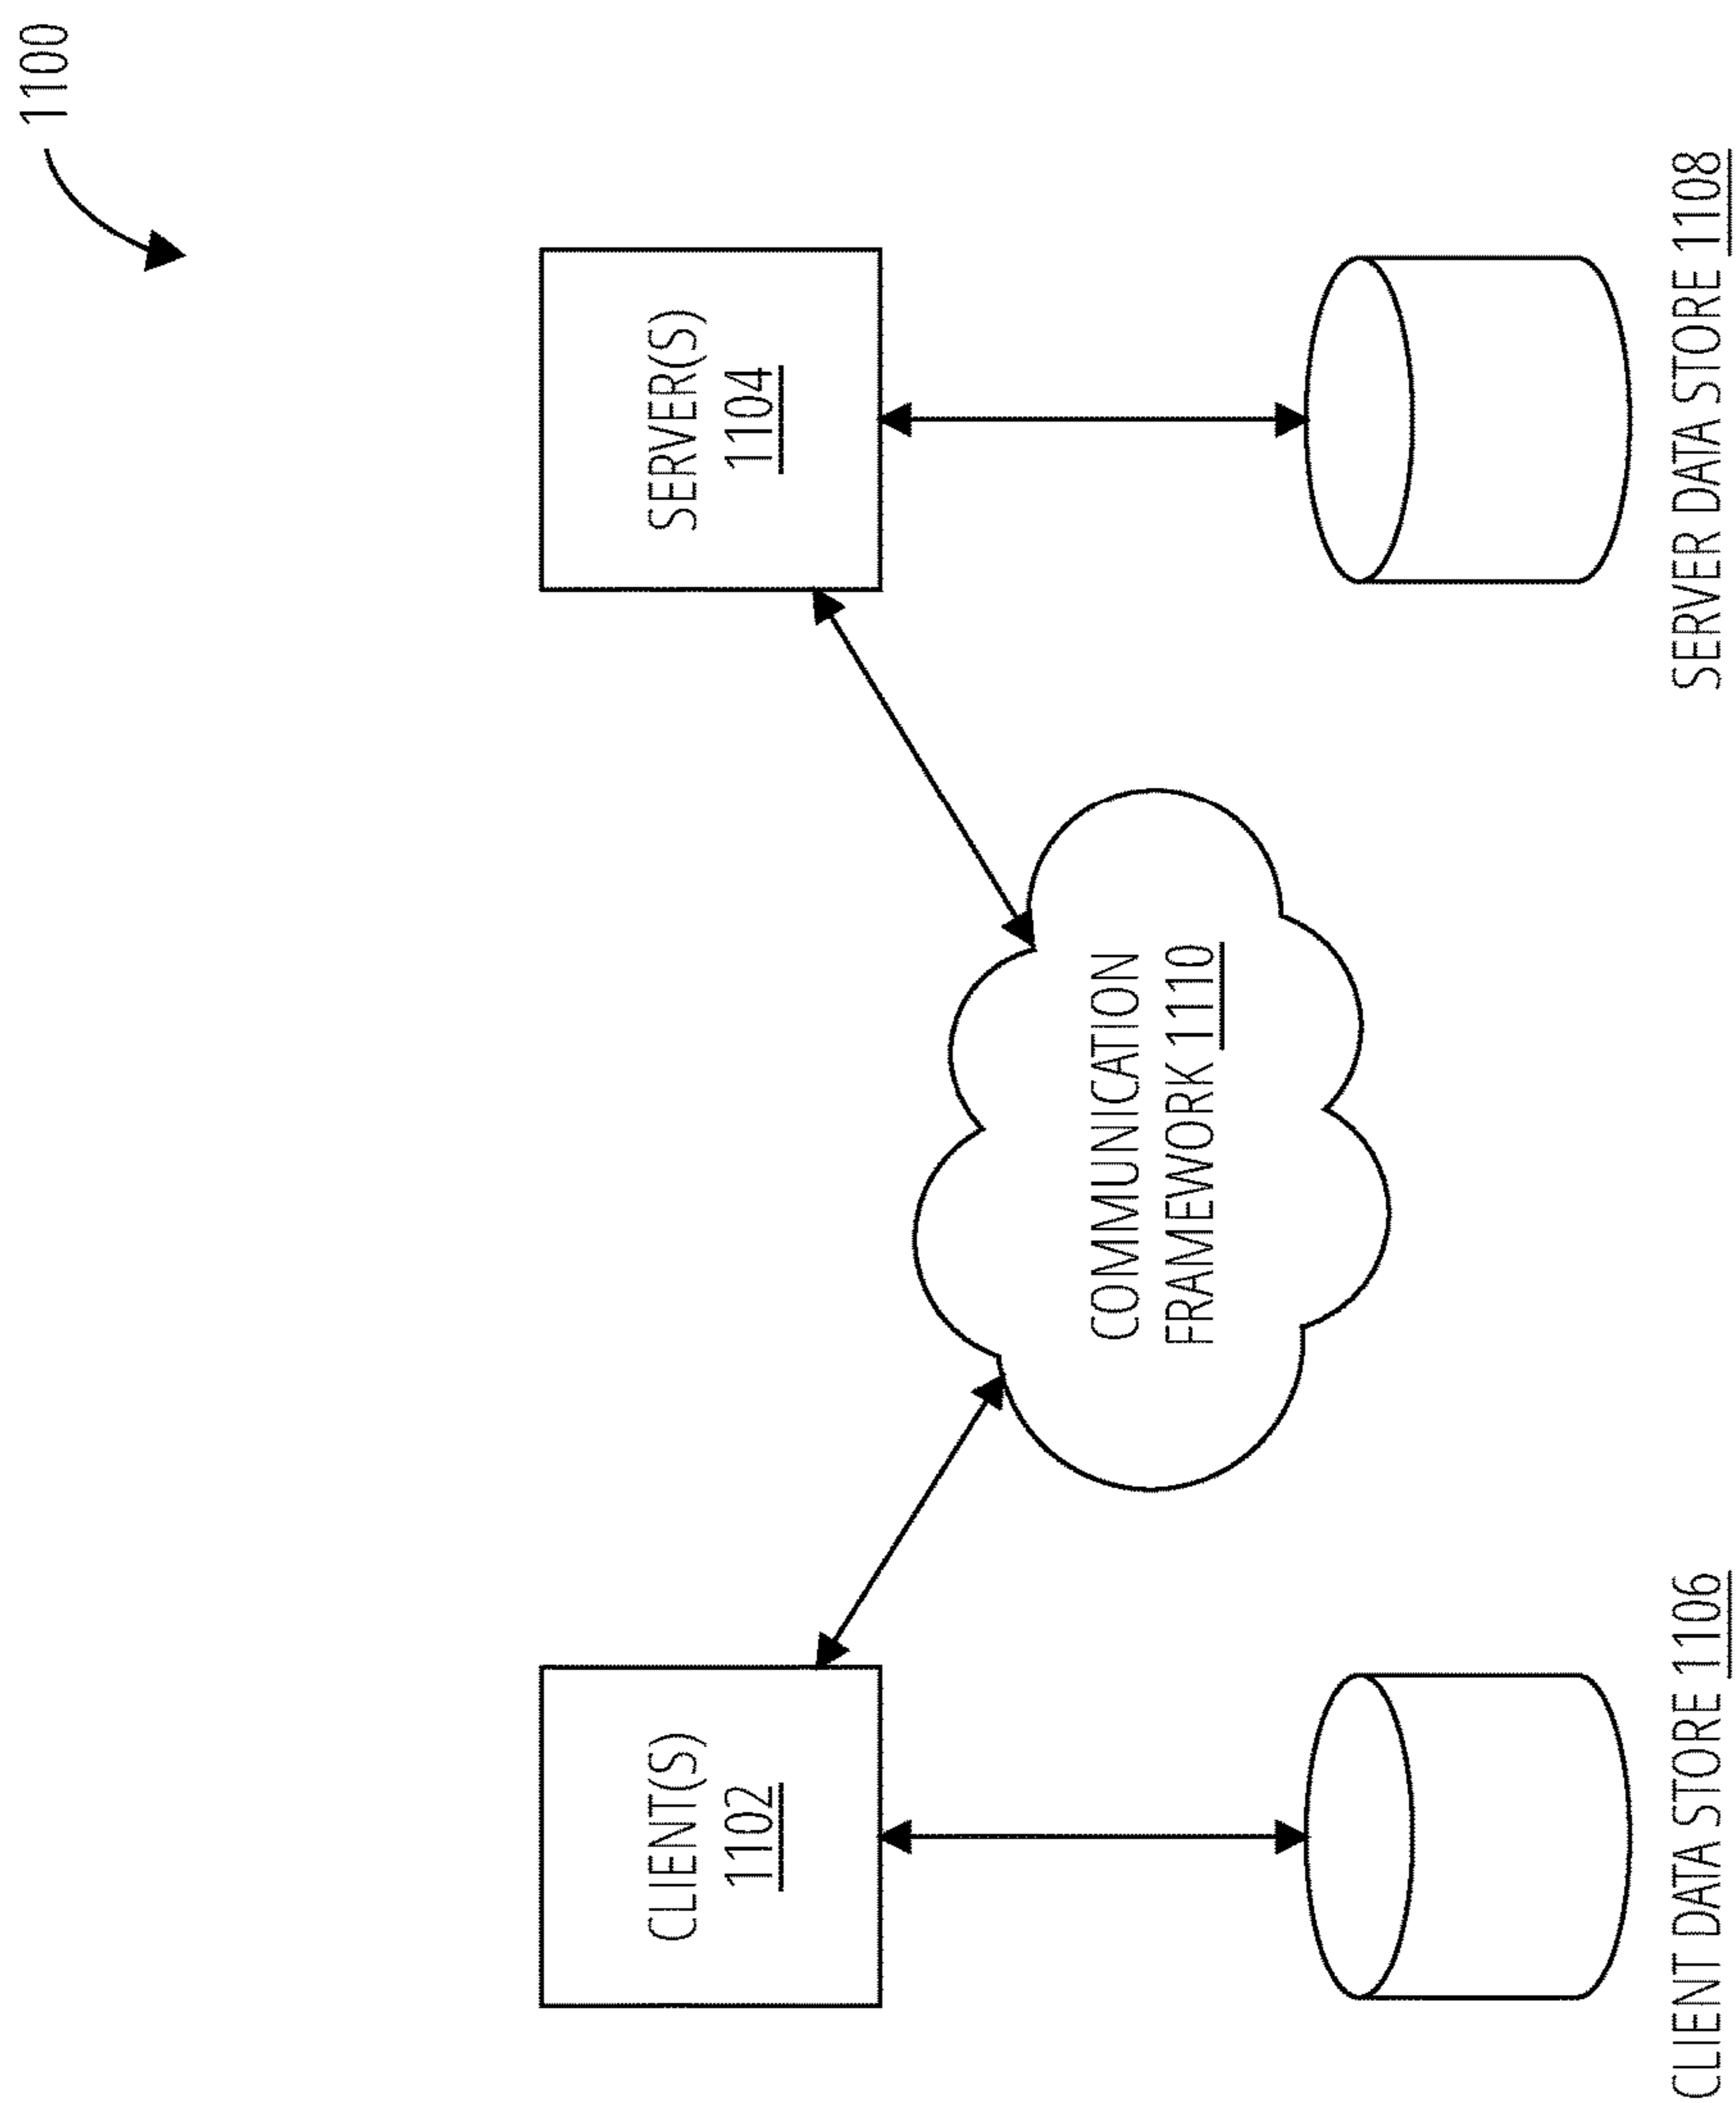 1100
CLIENT(S)
1102
SERVER(S)
1104
COMMUNICATION
FRAMEWORK 1110
CLIENT DATA STORE 1106
SERVER DATA STORE 1108